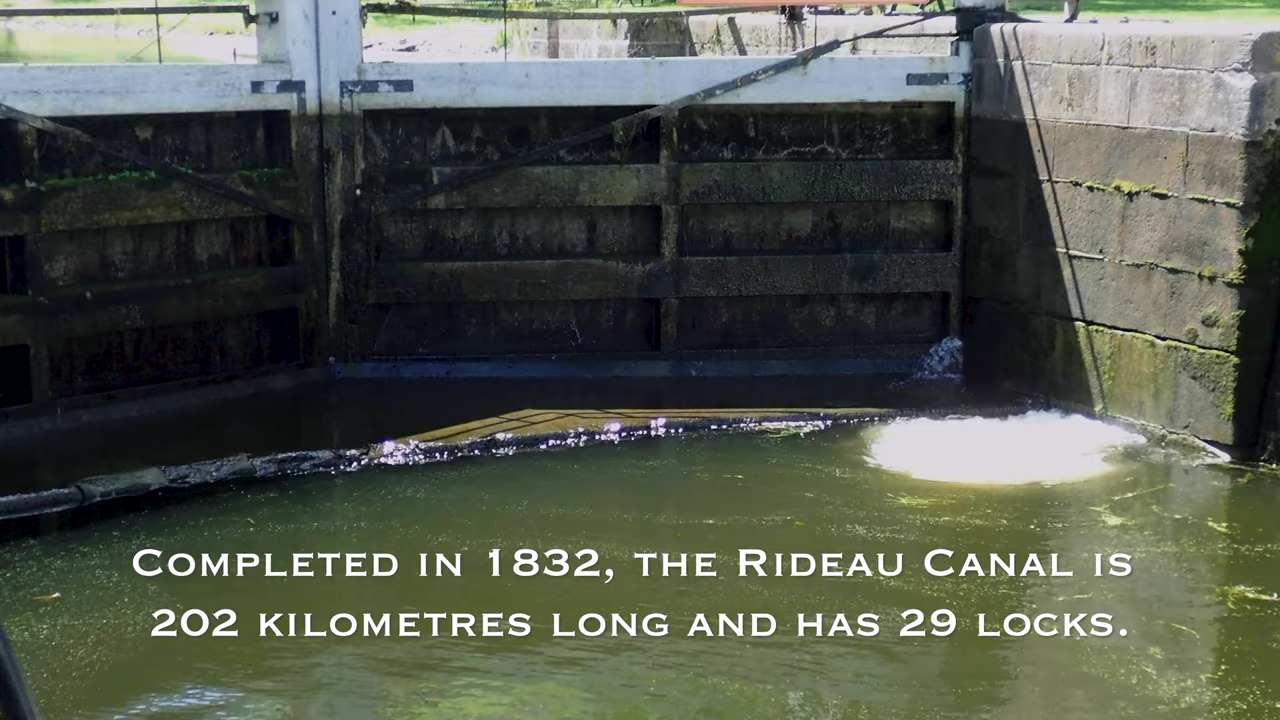 Completed in 1832, the Rideau Canal is
202 kilometres long and has 29 locks.